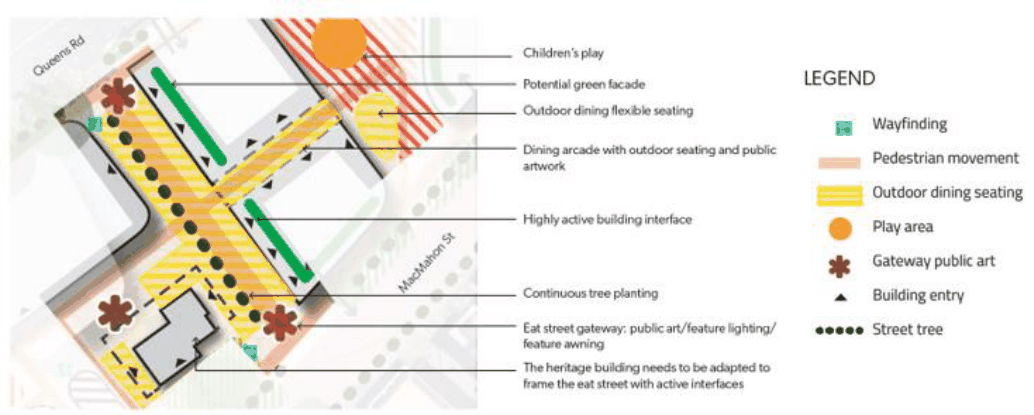 Queens Rd
MacMahon St
Children's play
Potential green facade
Outdoor dining flexible seating
Dining arcade with outdoor seating and public
artwork
Highly active building interface
Continuous tree planting
Eat street gateway: public art/feature lighting/
feature awning
The heritage building needs to be adapted to
frame the eat street with active interfaces
LEGEND
Wayfinding
Pedestrian movement
Outdoor dining seating
Play area
Gateway public art
Building entry
Street tree